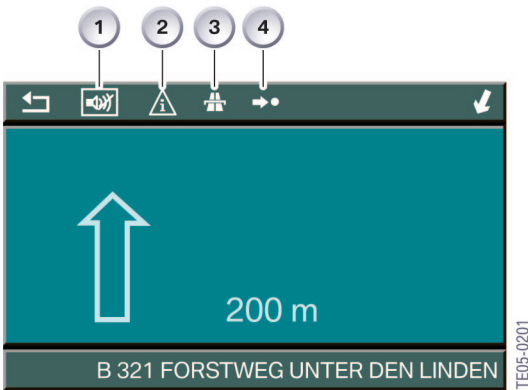 1 2 3 4
i
200 m
B 321 FORSTWEG UNTER DEN LINDEN
TE05-0201